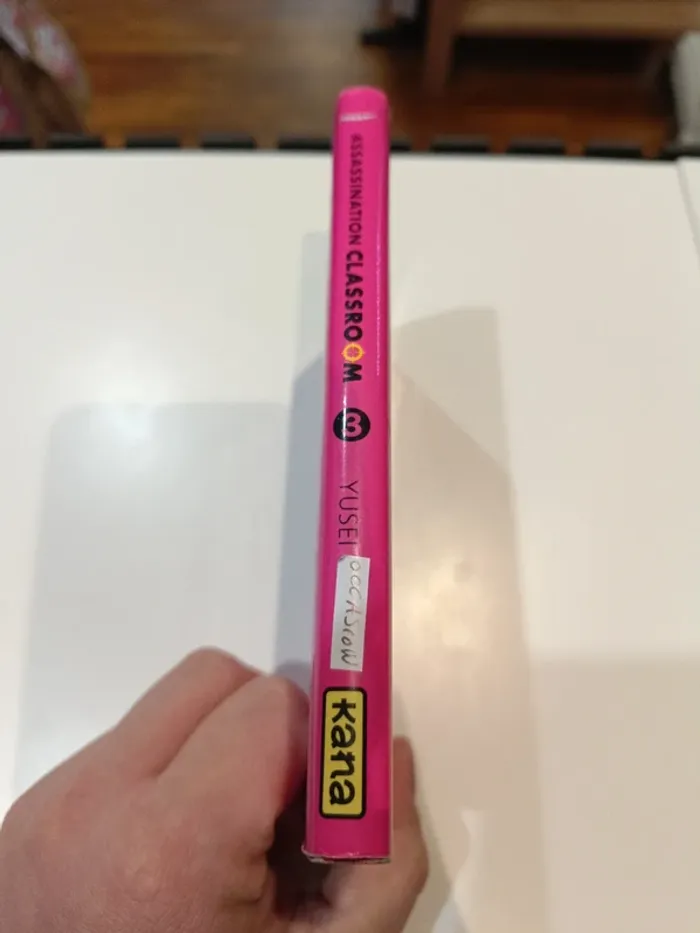 ASSASSINATION CLASSROOM
3
YUSEI
OCCASION
kana